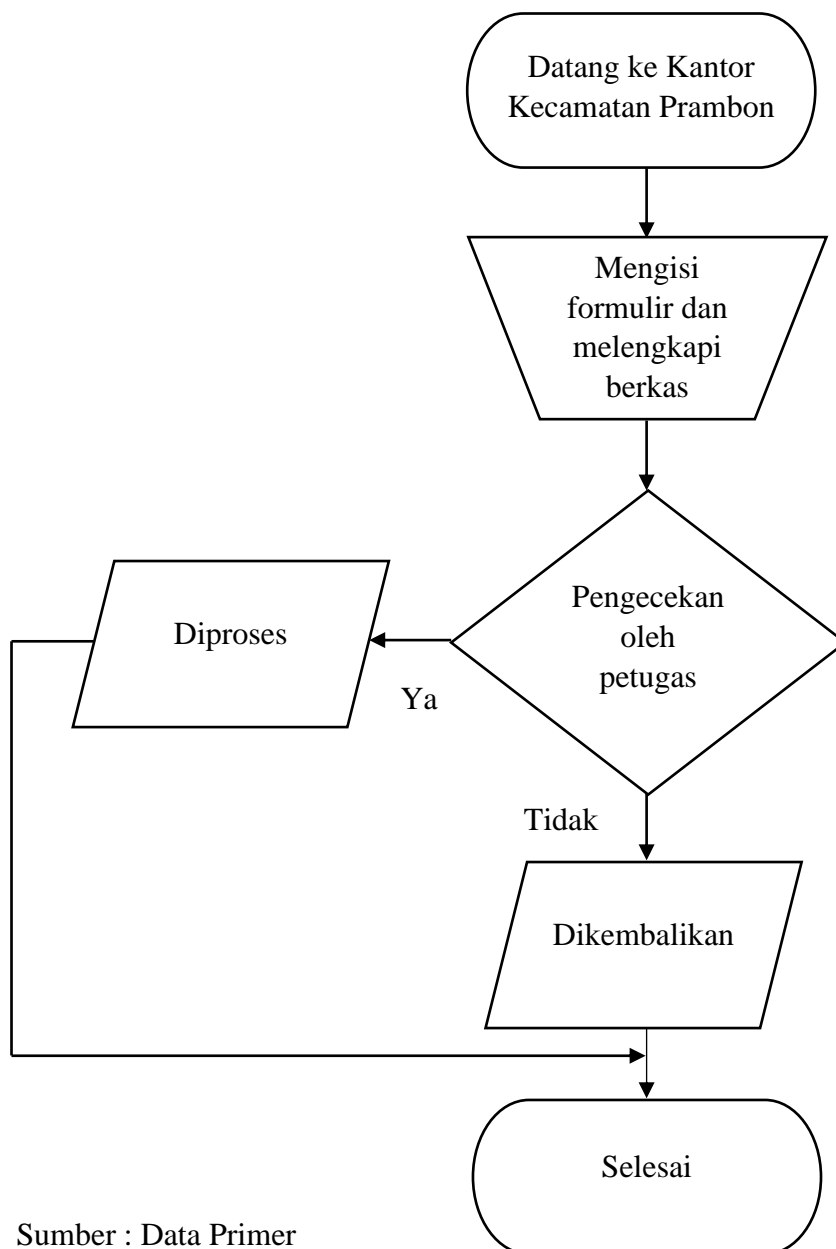 Datang ke Kantor
Kecamatan Prambon
Mengisi
formulir dan
melengkapi
berkas
Pengecekan
oleh
petugas
Diproses
Ya
Tidak
Dikembalikan
Selesai
Sumber : Data Primer